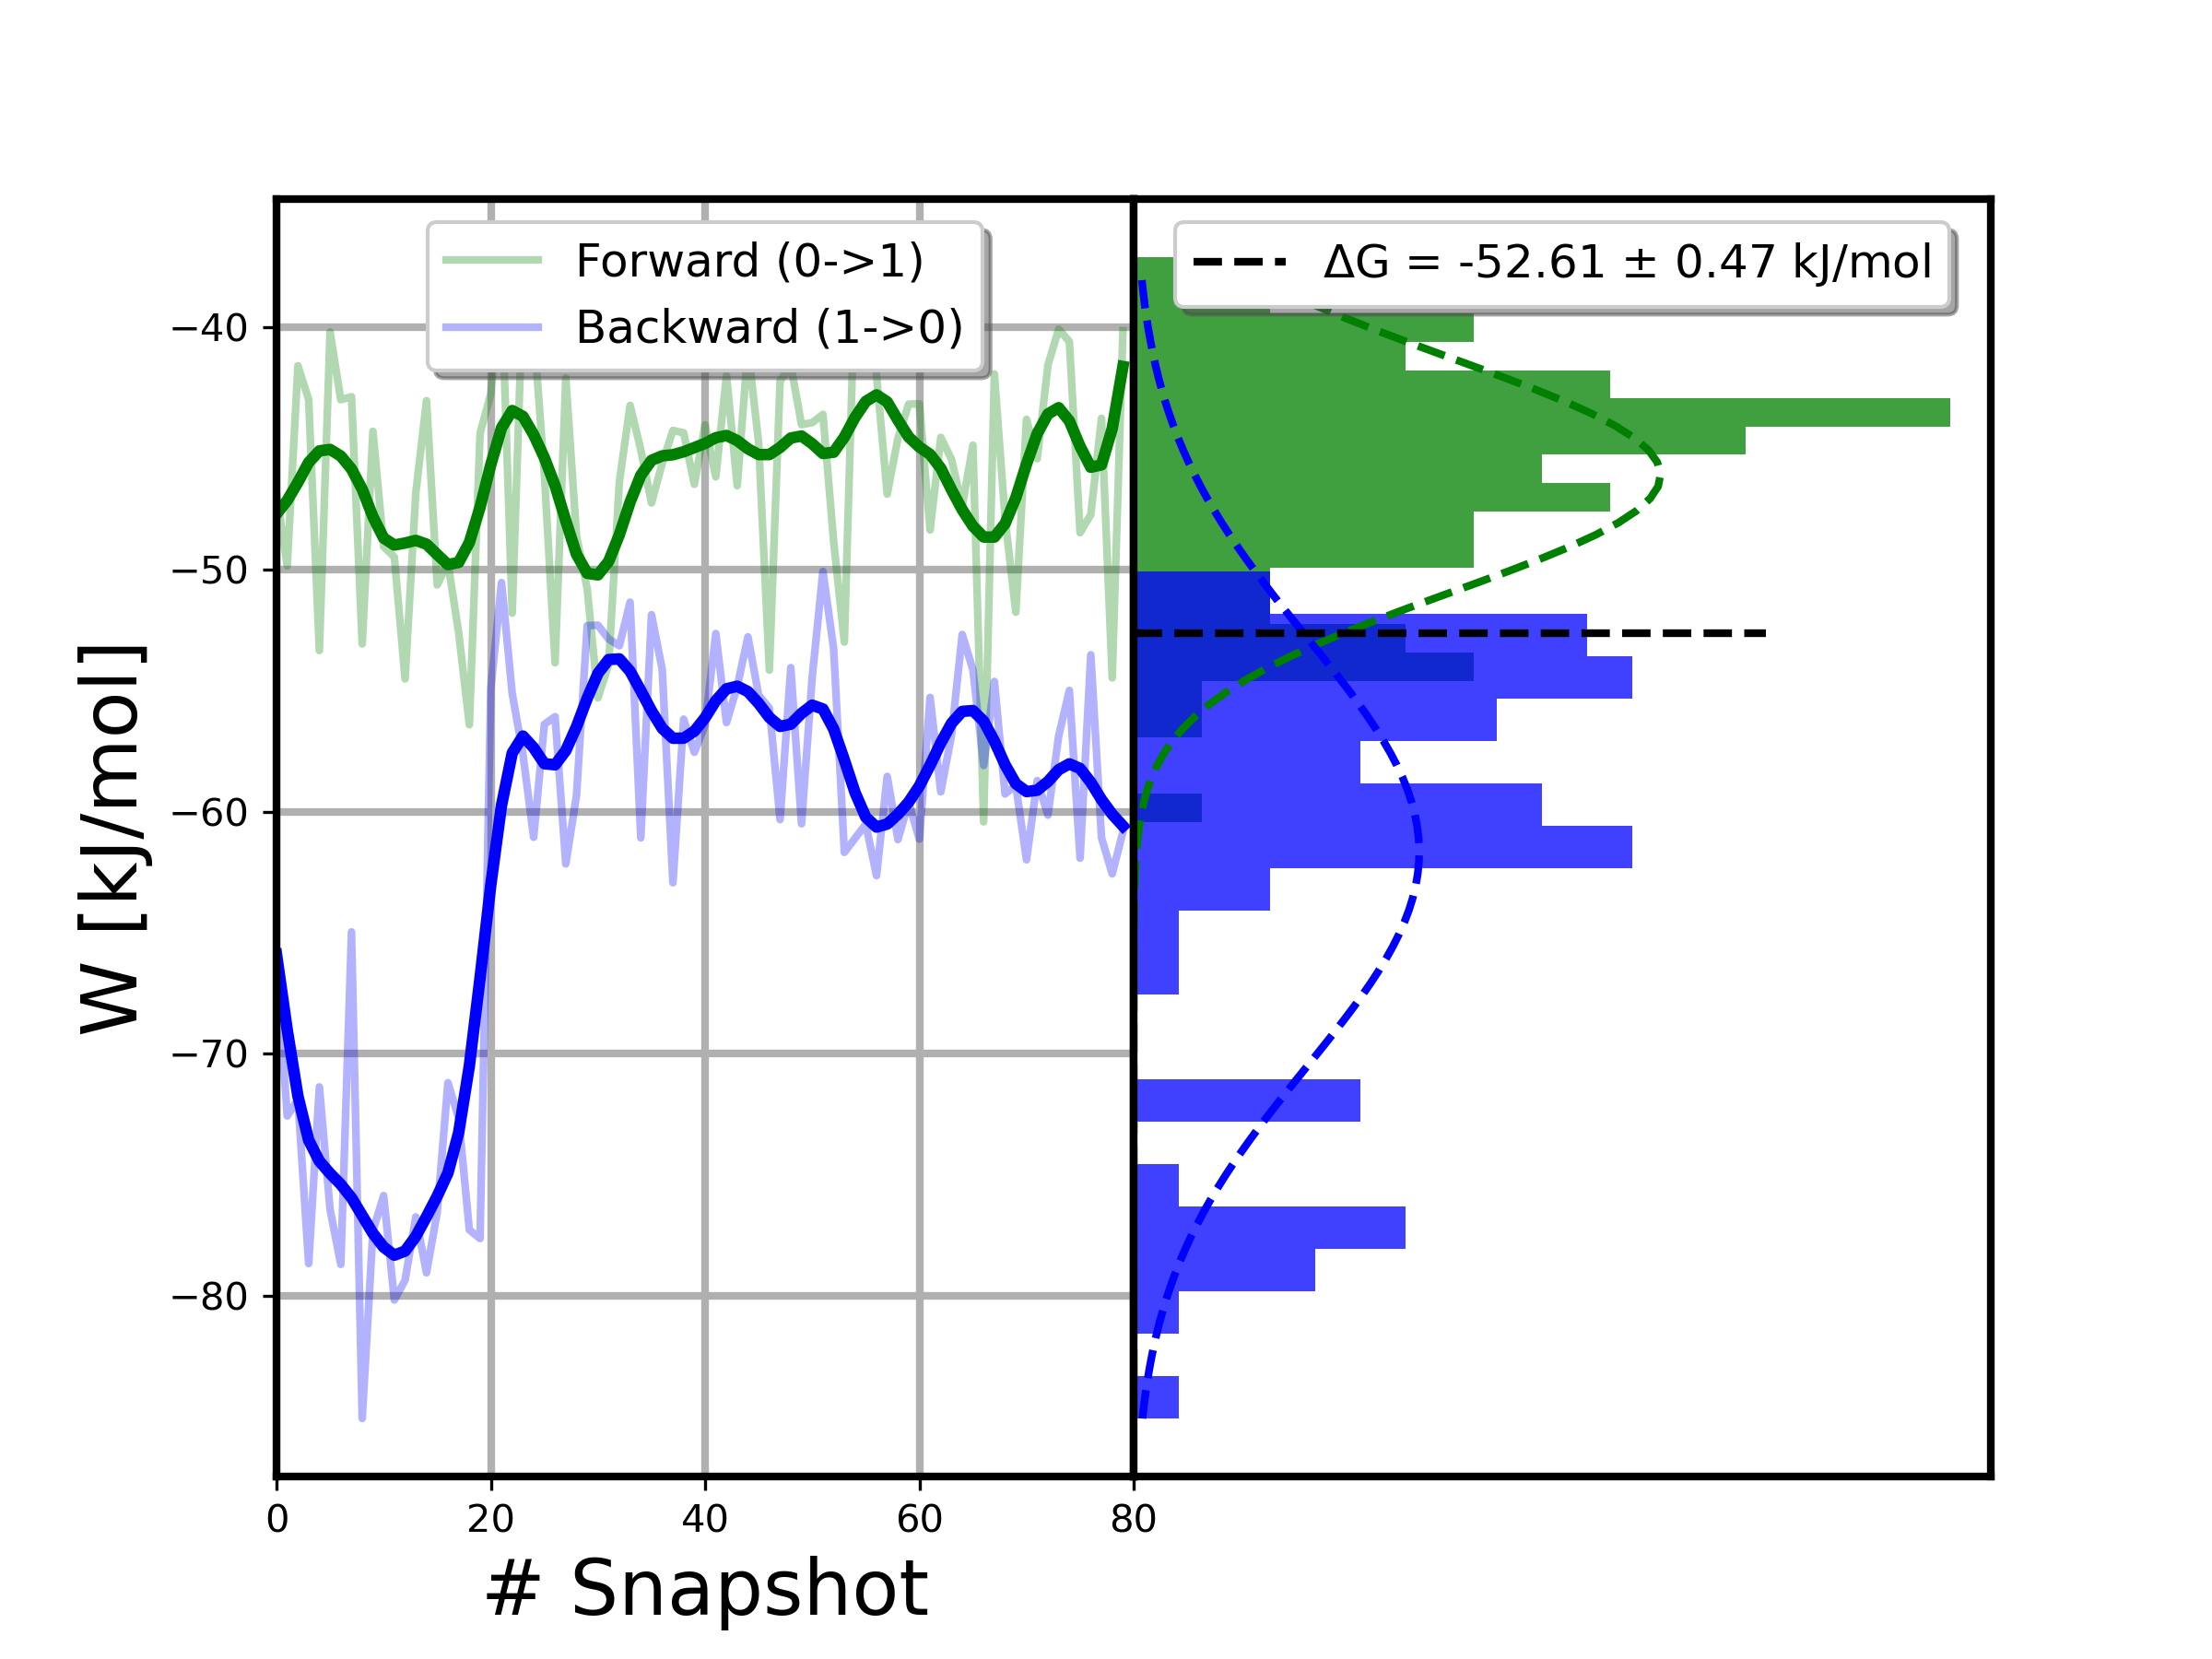 Forward (0->1)
Backward (1->0)
ΔG = -52.61 ± 0.47 kJ/mol
W [kJ/mol]
−40
−50
−60
−70
−80
0 20 40 60 80
# Snapshot